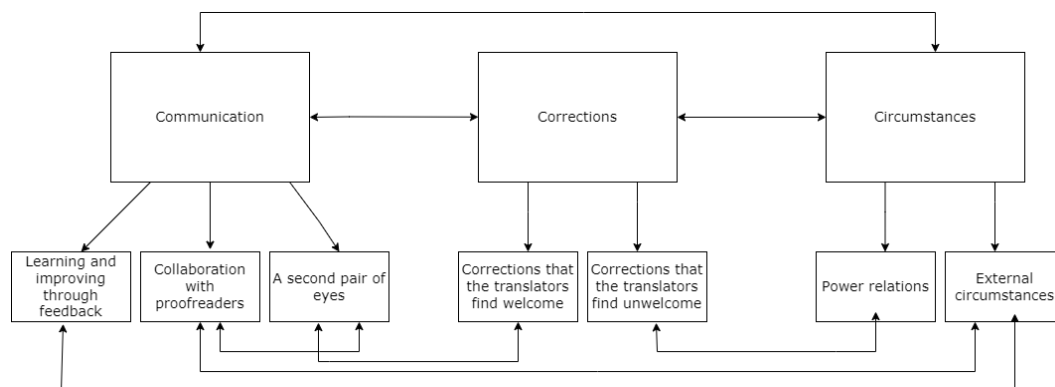 Communication
Corrections
Circumstances
Learning and
improving
through
feedback
Collaboration
with
proofreaders
A second pair of
eyes
Corrections that
the translators
find welcome
Corrections that
the translators
find unwelcome
Power relations
External
circumstances